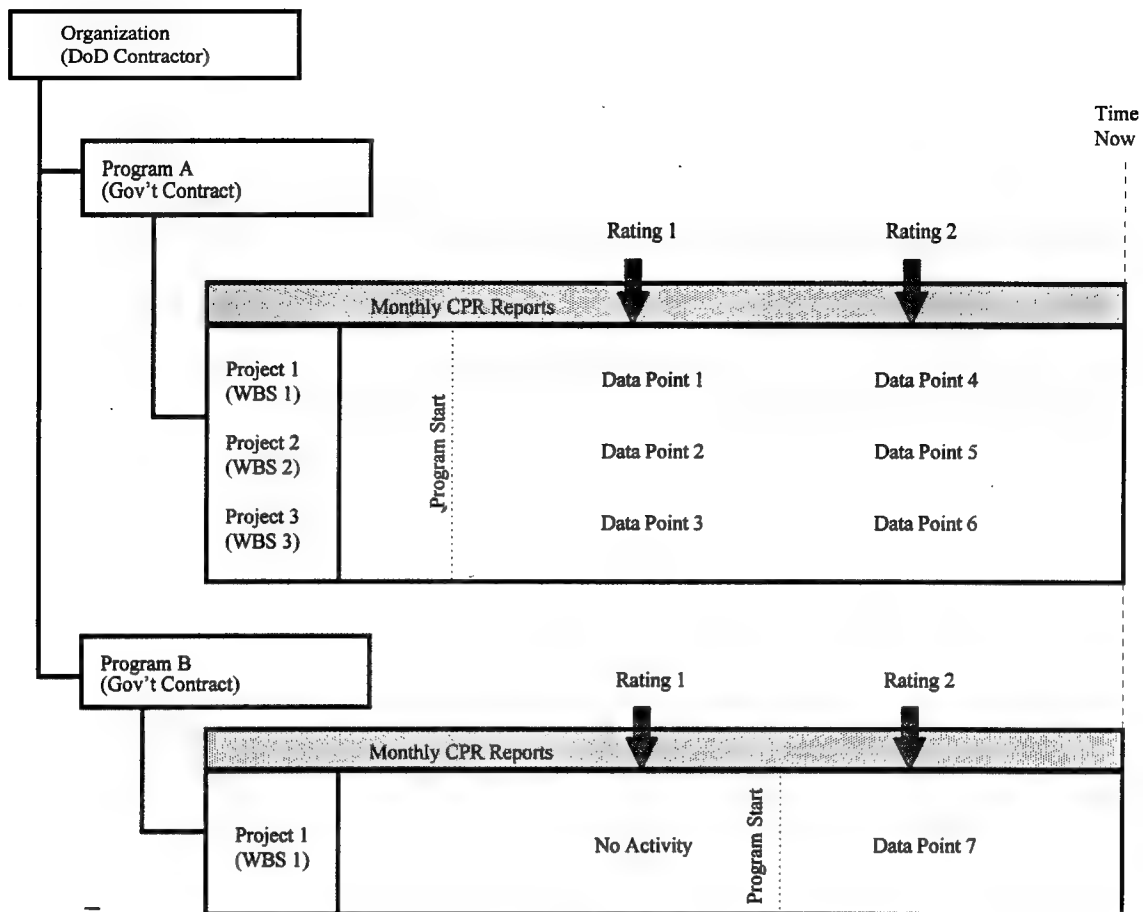 Organization
(DoD Contractor)
Time
Now
Program A
(Gov't Contract)
Rating 1
Rating 2
Monthly CPR Reports
Project 1
(WBS 1)
Data Point 1
Data Point 4
Program Start
Project 2
(WBS 2)
Data Point 2
Data Point 5
Project 3
(WBS 3)
Data Point 3
Data Point 6
Program B
(Gov't Contract)
Rating 1
Rating 2
Monthly CPR Reports
Project 1
(WBS 1)
No Activity
Program Start
Data Point 7